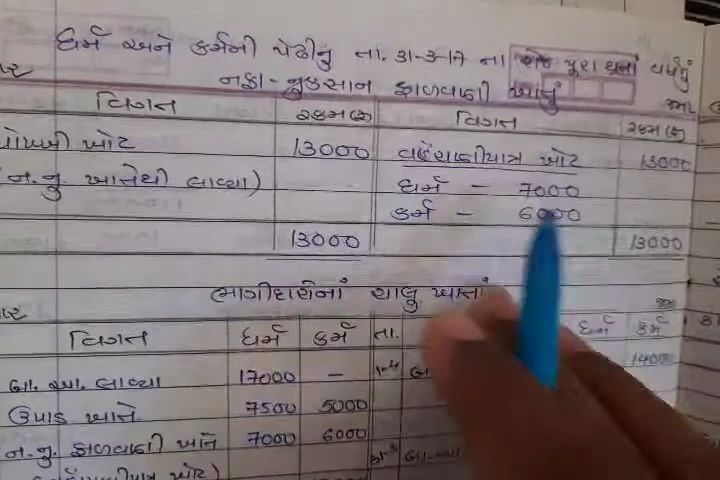 ધર્મ અને કર્મની પેઢીનું તા. ૩૧-૩-૧૭ ના રોજ પૂરા થતાં વર્ષનું
નફા-નુકસાન ફાળવણી ખાતું
વિગત રકમ (રૂ) વિગત રકમ (રૂ)
ચોખ્ખી ખોટ 13000 વહેંચણીપાત્ર ખોટ 13000
ન.નુ. ખાતેથી લાવ્યા) ધર્મ - 7000
કર્મ - 6000
13000 13000
ભાગીદારોનાં ચાલુ ખાતાં
વિગત ધર્મ કર્મ તા. ધર્મ કર્મ
બા. આ. લાવ્યા 17000 - 14000
ઉપાડ ખાતે 7500 5000
ન.નુ. ફાળવણી ખાતે 7000 6000